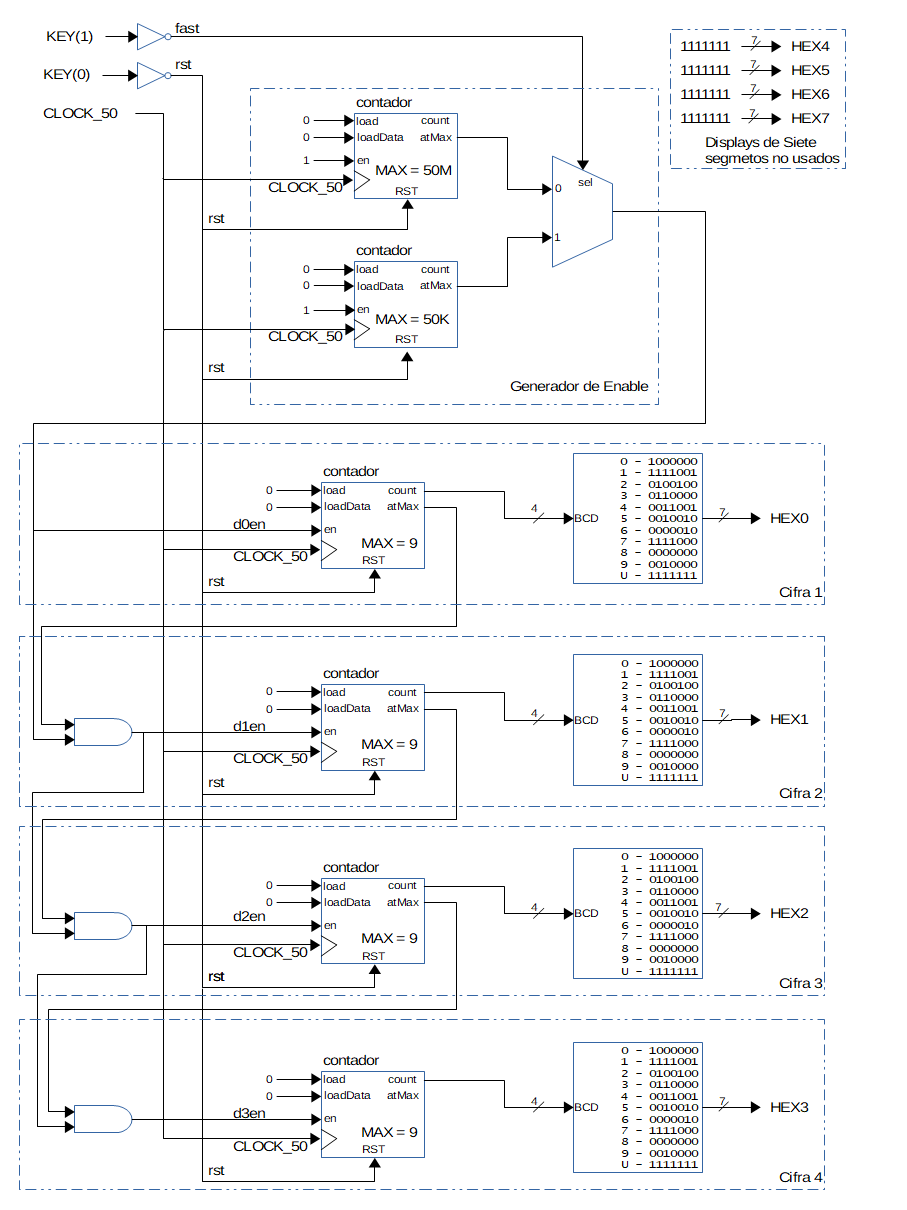 KEY(1)
fast
KEY(0)
rst
CLOCK_50
1111111
7
HEX4
1111111
7
HEX5
1111111
7
HEX6
1111111
7
HEX7
Displays de Siete
segmetos no usados
contador
0
load
count
0
loadData
atMax
1
en
MAX = 50M
CLOCK_50
RST
rst
sel
0
1
contador
0
load
count
0
loadData
atMax
1
en
MAX = 50K
CLOCK_50
RST
rst
Generador de Enable
contador
0
load
count
0
loadData
atMax
d0en
en
MAX = 9
CLOCK_50
RST
rst
4
BCD
0 - 1000000
1 - 1111001
2 - 0100100
3 - 0110000
4 - 0011001
5 - 0010010
6 - 0000010
7 - 1111000
8 - 0000000
9 - 0010000
U - 1111111
7
HEX0
Cifra 1
contador
0
load
count
0
loadData
atMax
d1en
en
MAX = 9
CLOCK_50
RST
rst
4
BCD
0 - 1000000
1 - 1111001
2 - 0100100
3 - 0110000
4 - 0011001
5 - 0010010
6 - 0000010
7 - 1111000
8 - 0000000
9 - 0010000
U - 1111111
7
HEX1
Cifra 2
contador
0
load
count
0
loadData
atMax
d2en
en
MAX = 9
CLOCK_50
RST
rst
4
BCD
0 - 1000000
1 - 1111001
2 - 0100100
3 - 0110000
4 - 0011001
5 - 0010010
6 - 0000010
7 - 1111000
8 - 0000000
9 - 0010000
U - 1111111
7
HEX2
Cifra 3
contador
0
load
count
0
loadData
atMax
d3en
en
MAX = 9
CLOCK_50
RST
rst
4
BCD
0 - 1000000
1 - 1111001
2 - 0100100
3 - 0110000
4 - 0011001
5 - 0010010
6 - 0000010
7 - 1111000
8 - 0000000
9 - 0010000
U - 1111111
7
HEX3
Cifra 4